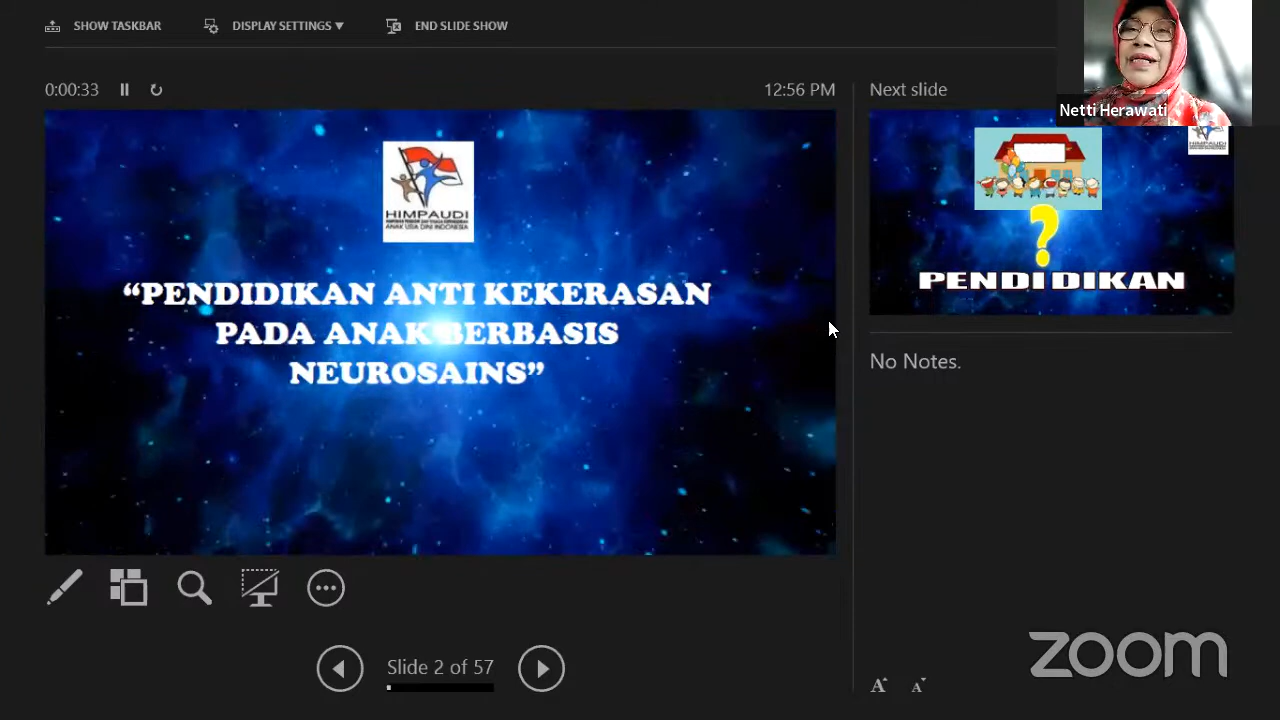 SHOW TASKBAR
DISPLAY SETTINGS ▼
END SLIDE SHOW
0:00:33
12:56 PM
Next slide
Netti Herawati
HIMPAUDI
ANAK USIA DINI INDONESIA
“PENDIDIKAN ANTI KEKERASAN
PADA ANAK BERBASIS
NEUROSAINS”
?
PENDIDIKAN
No Notes.
Slide 2 of 57
A
A
zoom